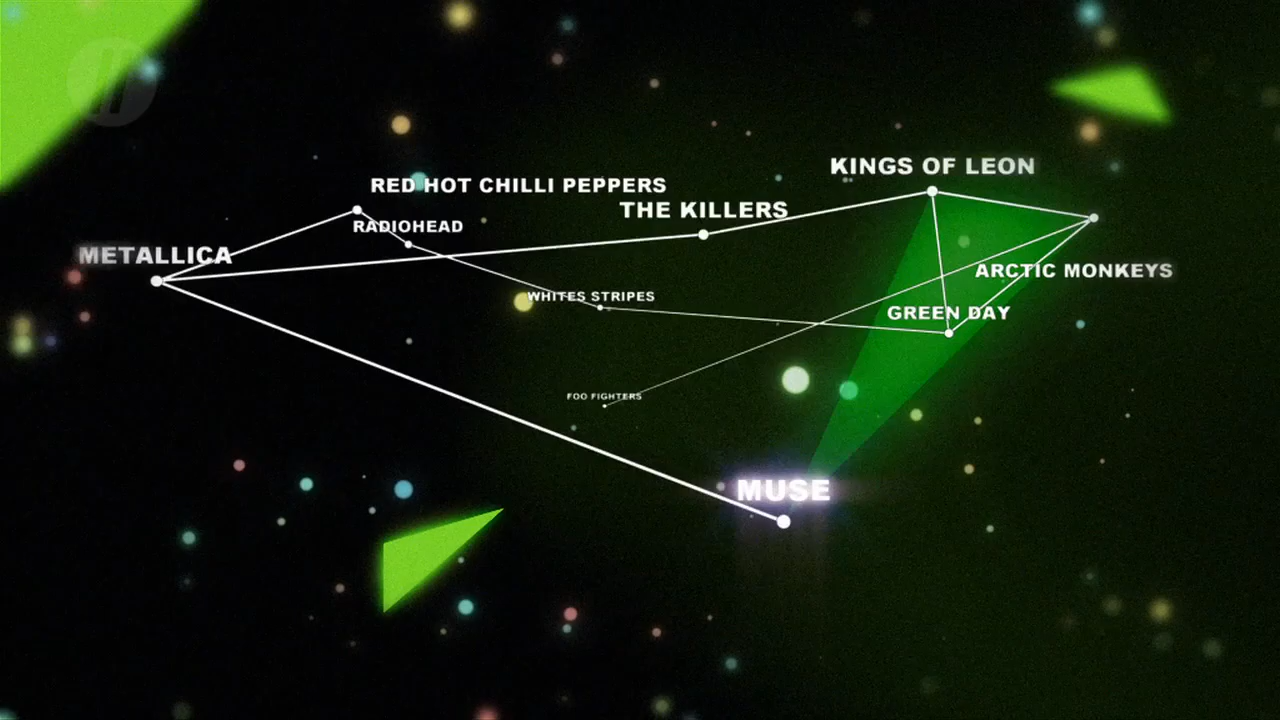 KINGS OF LEON
RED HOT CHILLI PEPPERS
THE KILLERS
RADIOHEAD
METALLICA
ARCTIC MONKEYS
WHITES STRIPES
GREEN DAY
FOO FIGHTERS
MUSE